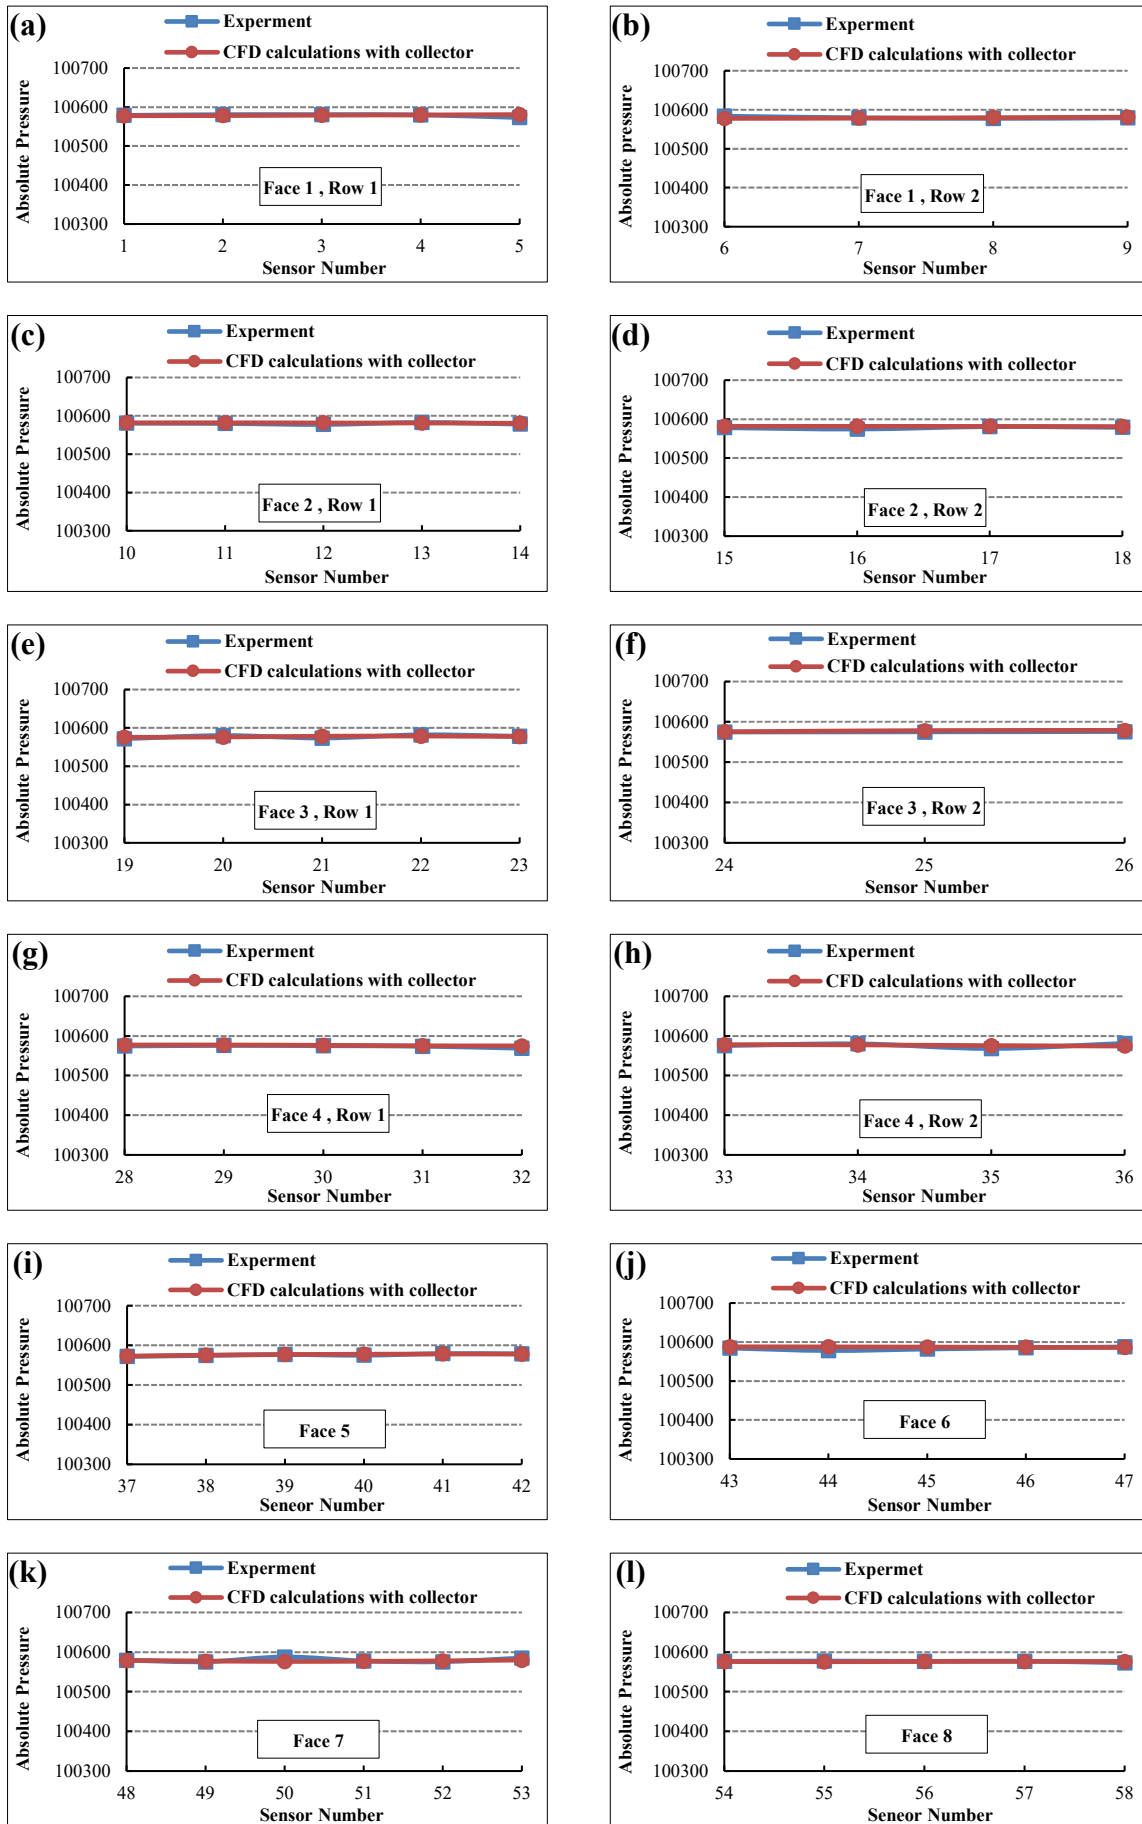 (a)
Experment
CFD calculations with collector
Absolute Pressure
100700
100600
100500
100400
100300
Face 1 , Row 1
1 2 3 4 5
Sensor Number
(b)
Experment
CFD calculations with collector
Absolute pressure
100700
100600
100500
100400
100300
Face 1 , Row 2
6 7 8 9
Sensor Number
(c)
Experment
CFD calculations with collector
Absolute Pressure
100700
100600
100500
100400
100300
Face 2 , Row 1
10 11 12 13 14
Sensor Number
(d)
Experment
CFD calculations with collector
Absolute Pressure
100700
100600
100500
100400
100300
Face 2 , Row 2
15 16 17 18
Sensor Number
(e)
Experment
CFD calculations with collector
Absolute Pressure
100700
100600
100500
100400
100300
Face 3 , Row 1
19 20 21 22 23
Sensor Number
(f)
Experment
CFD calculations with collector
Absolute Pressure
100700
100600
100500
100400
100300
Face 3 , Row 2
24 25 26
Sensor Number
(g)
Experment
CFD calculations with collector
Absolute Pressure
100700
100600
100500
100400
100300
Face 4 , Row 1
28 29 30 31 32
Sensor Number
(h)
Experment
CFD calculations with collector
Absolute Pressure
100700
100600
100500
100400
100300
Face 4 , Row 2
33 34 35 36
Sensor Number
(i)
Experment
CFD calculations with collector
Absolute Pressure
100700
100600
100500
100400
100300
Face 5
37 38 39 40 41 42
Seneor Number
(j)
Experment
CFD calculations with collector
Absolute Pressure
100700
100600
100500
100400
100300
Face 6
43 44 45 46 47
Sensor Number
(k)
Experment
CFD calculations with collector
Absolute Pressure
100700
100600
100500
100400
100300
Face 7
48 49 50 51 52 53
Sensor Number
(l)
Expermet
CFD calculations with collector
Absolute Pressure
100700
100600
100500
100400
100300
Face 8
54 55 56 57 58
Seneor Number